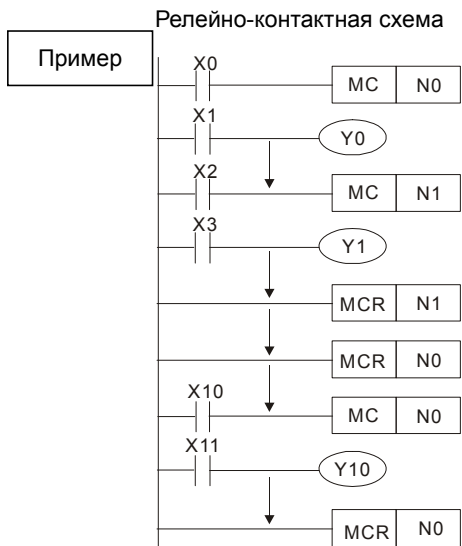 Релейно-контактная схема
Пример
X0
MC N0
X1
Y0
X2
MC N1
X3
Y1
MCR N1
MCR N0
X10
MC N0
X11
Y10
MCR N0